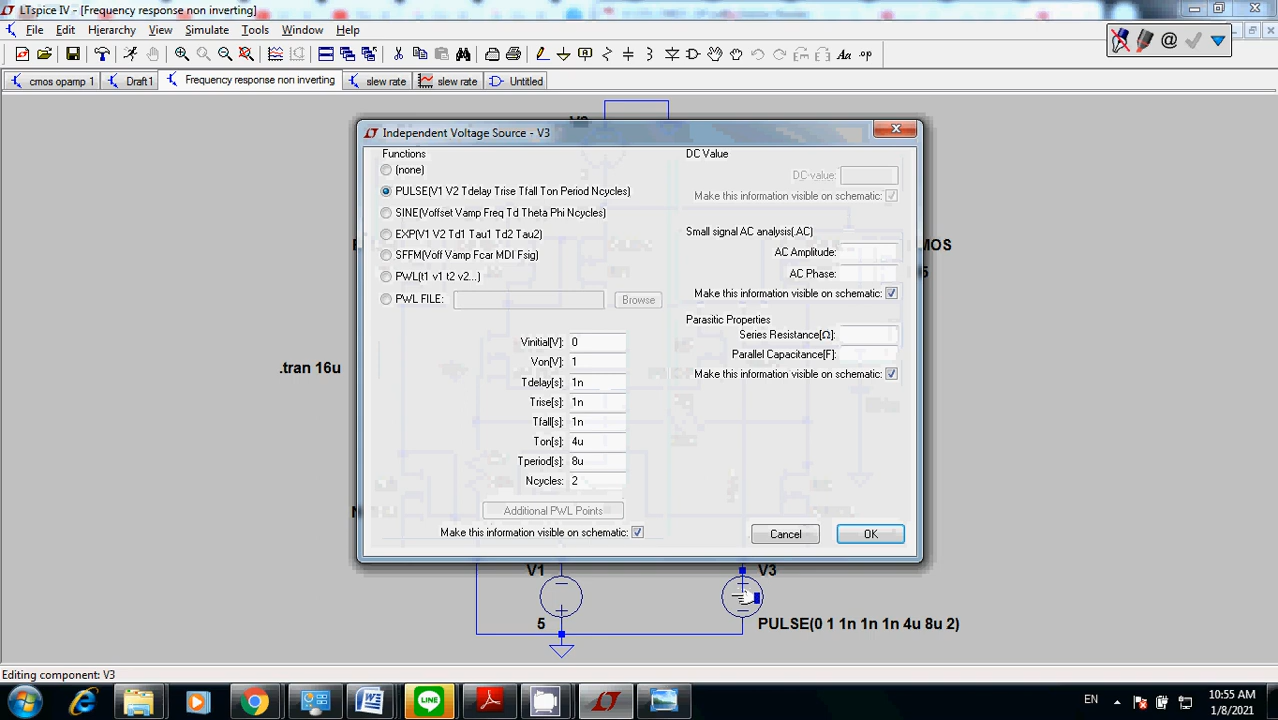 LTspice IV - [Frequency response non inverting]
File Edit Hierarchy View Simulate Tools Window Help
cmos opamp 1 Draft1 Frequency response non inverting slew rate slew rate Untitled
Independent Voltage Source - V3
Functions
(none)
PULSE(V1 V2 Tdelay Trise Tfall Ton Period Ncycles)
SINE(Voffset Vamp Freq Td Theta Phi Ncycles)
EXP(V1 V2 Td1 Tau1 Td2 Tau2)
SFFM(Voff Vamp Fcar MDI Fsig)
PWL(t1 v1 t2 v2...)
PWL FILE: Browse
Vinitial[V]: 0
Von[V]: 1
Tdelay[s]: 1n
Trise[s]: 1n
Tfall[s]: 1n
Ton[s]: 4u
Tperiod[s]: 8u
Ncycles: 2
Additional PWL Points
Make this information visible on schematic:
DC Value
DC value:
Make this information visible on schematic:
Small signal AC analysis(.AC)
AC Amplitude:
AC Phase:
Make this information visible on schematic:
Parasitic Properties
Series Resistance[Ω]:
Parallel Capacitance[F]:
Make this information visible on schematic:
Cancel OK
.tran 16u
V1
5
V3
PULSE(0 1 1n 1n 1n 4u 8u 2)
Editing component: V3
EN
10:55 AM
1/8/2021